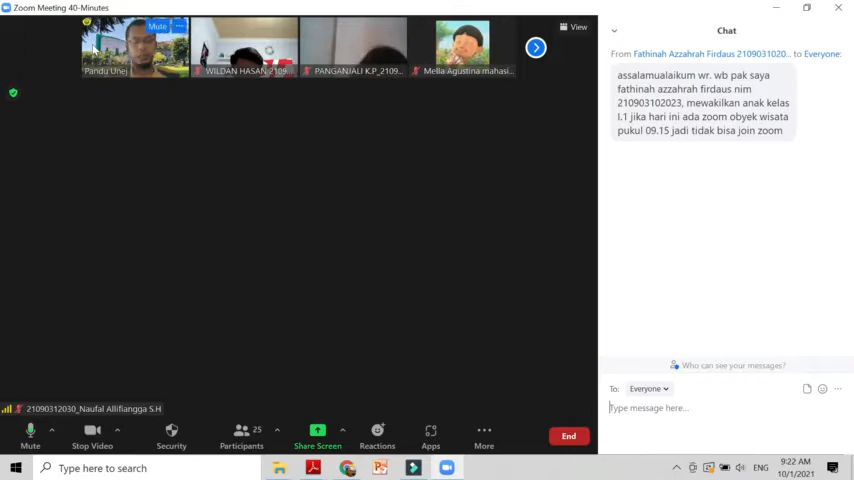 Zoom Meeting 40-Minutes
Mute
View
Pandu Unej
WILDAN HASAN 2109...
PANGANJALI K.P_2109...
Mella Agustina mahasi...
21090312030_Naufal Allifiangga S.H
Mute
Stop Video
Security
25
Participants
Share Screen
Reactions
Apps
More
End
Chat
From Fathinah Azzahrah Firdaus 2109031020... to Everyone:
assalamualaikum wr. wb pak saya
fathinah azzahrah firdaus nim
210903102023, mewakilkan anak kelas
I.1 jika hari ini ada zoom obyek wisata
pukul 09.15 jadi tidak bisa join zoom
Who can see your messages?
To: Everyone
Type message here...
Type here to search
ENG
9:22 AM
10/1/2021